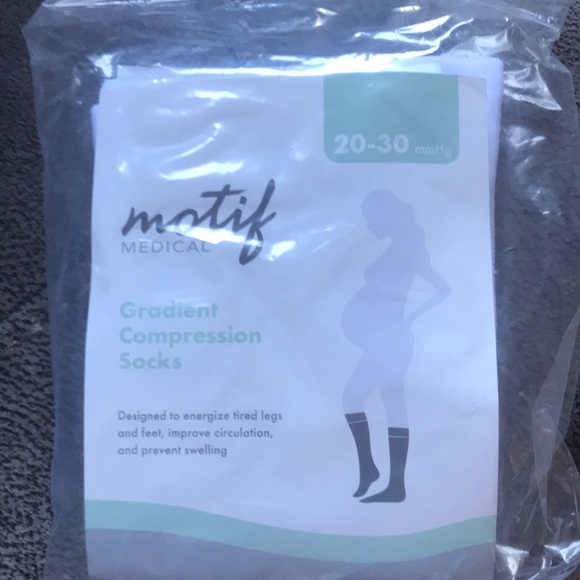 20-30 mmHg
motif
MEDICAL
Gradient
Compression
Socks
Designed to energize tired legs
and feet, improve circulation,
and prevent swelling